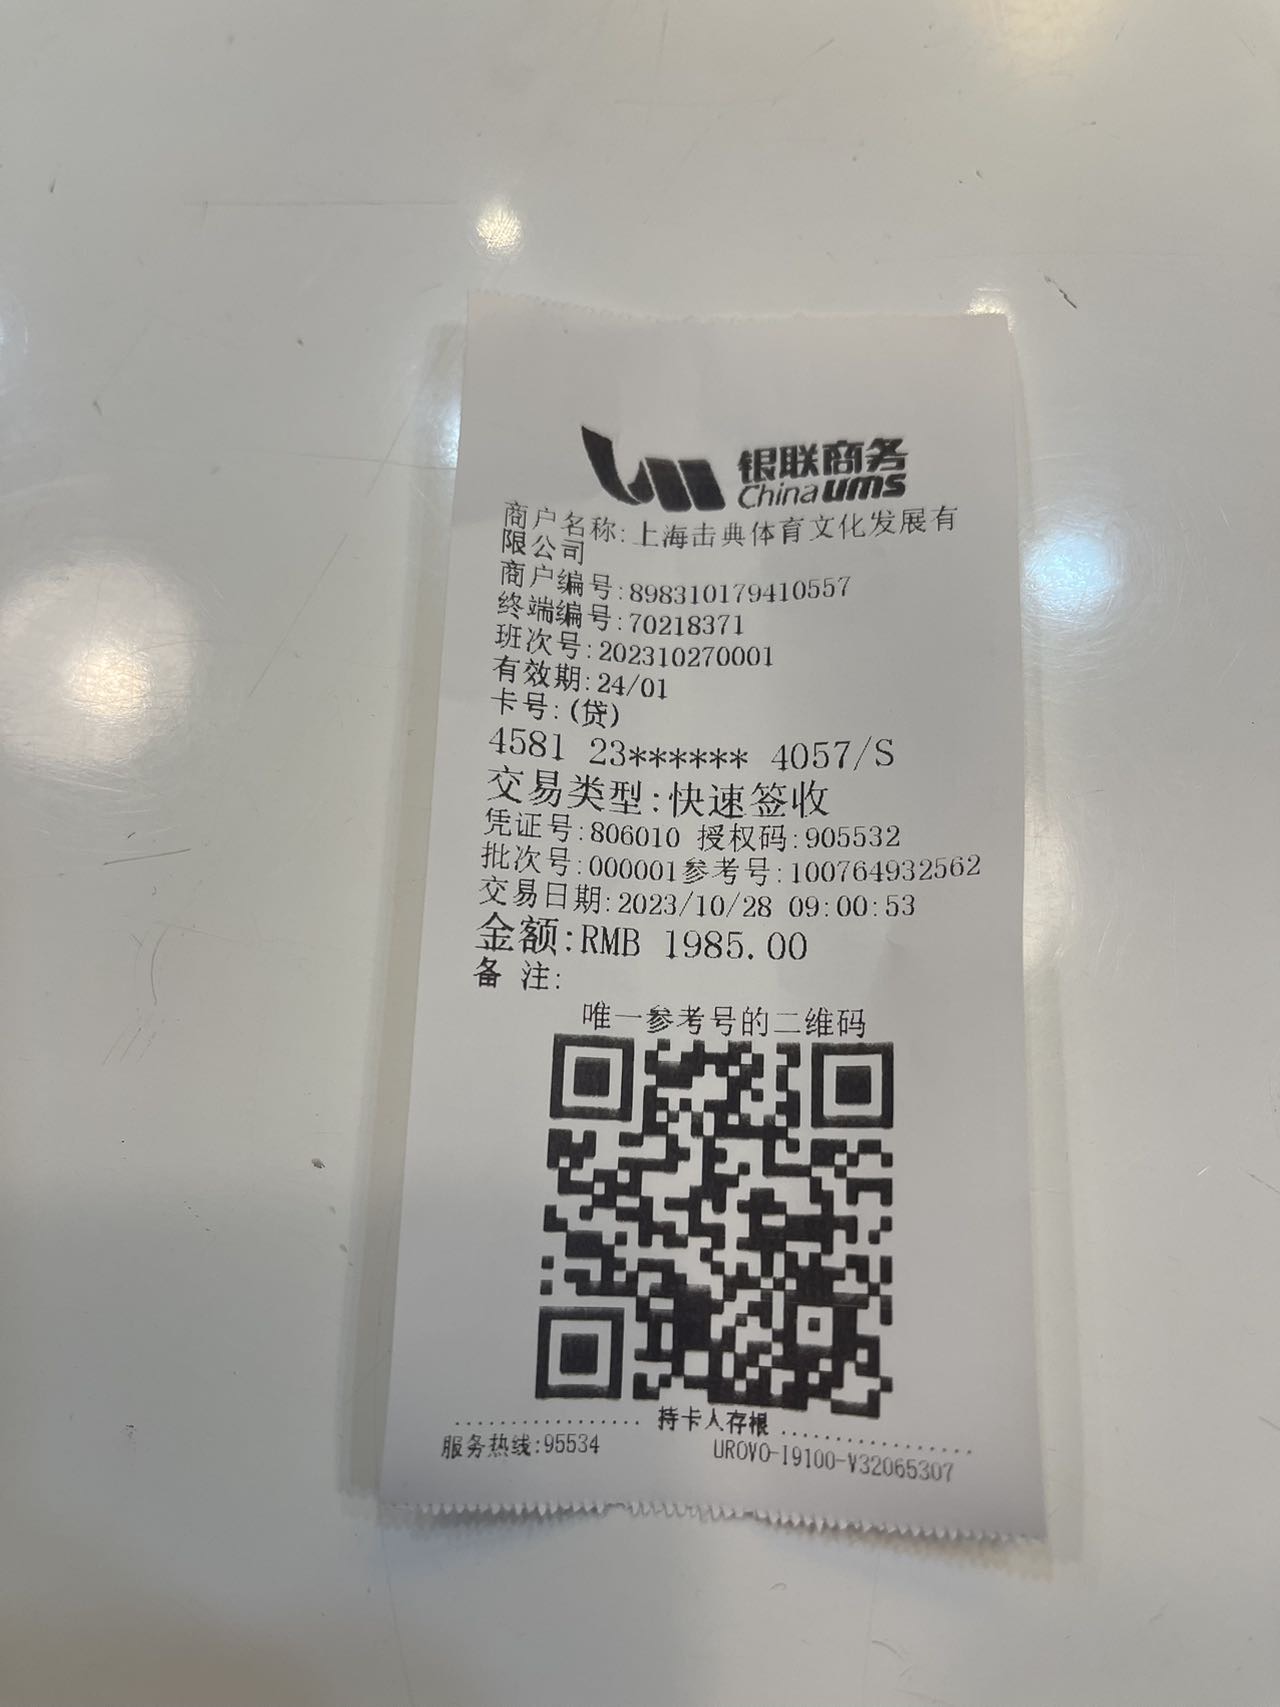 银联商务
China ums
商户名称:上海击典体育文化发展有
限公司
商户编号:898310179410557
终端编号:70218371
班次号:202310270001
有效期:24/01
卡号:(贷)
4581 23****** 4057/S
交易类型:快速签收
凭证号:806010 授权码:905532
批次号:000001参考号:100764932562
交易日期:2023/10/28 09:00:53
金额:RMB 1985.00
备 注:
唯一参考号的二维码
持卡人存根
服务热线:95534 UROVO-I9100-V32065307